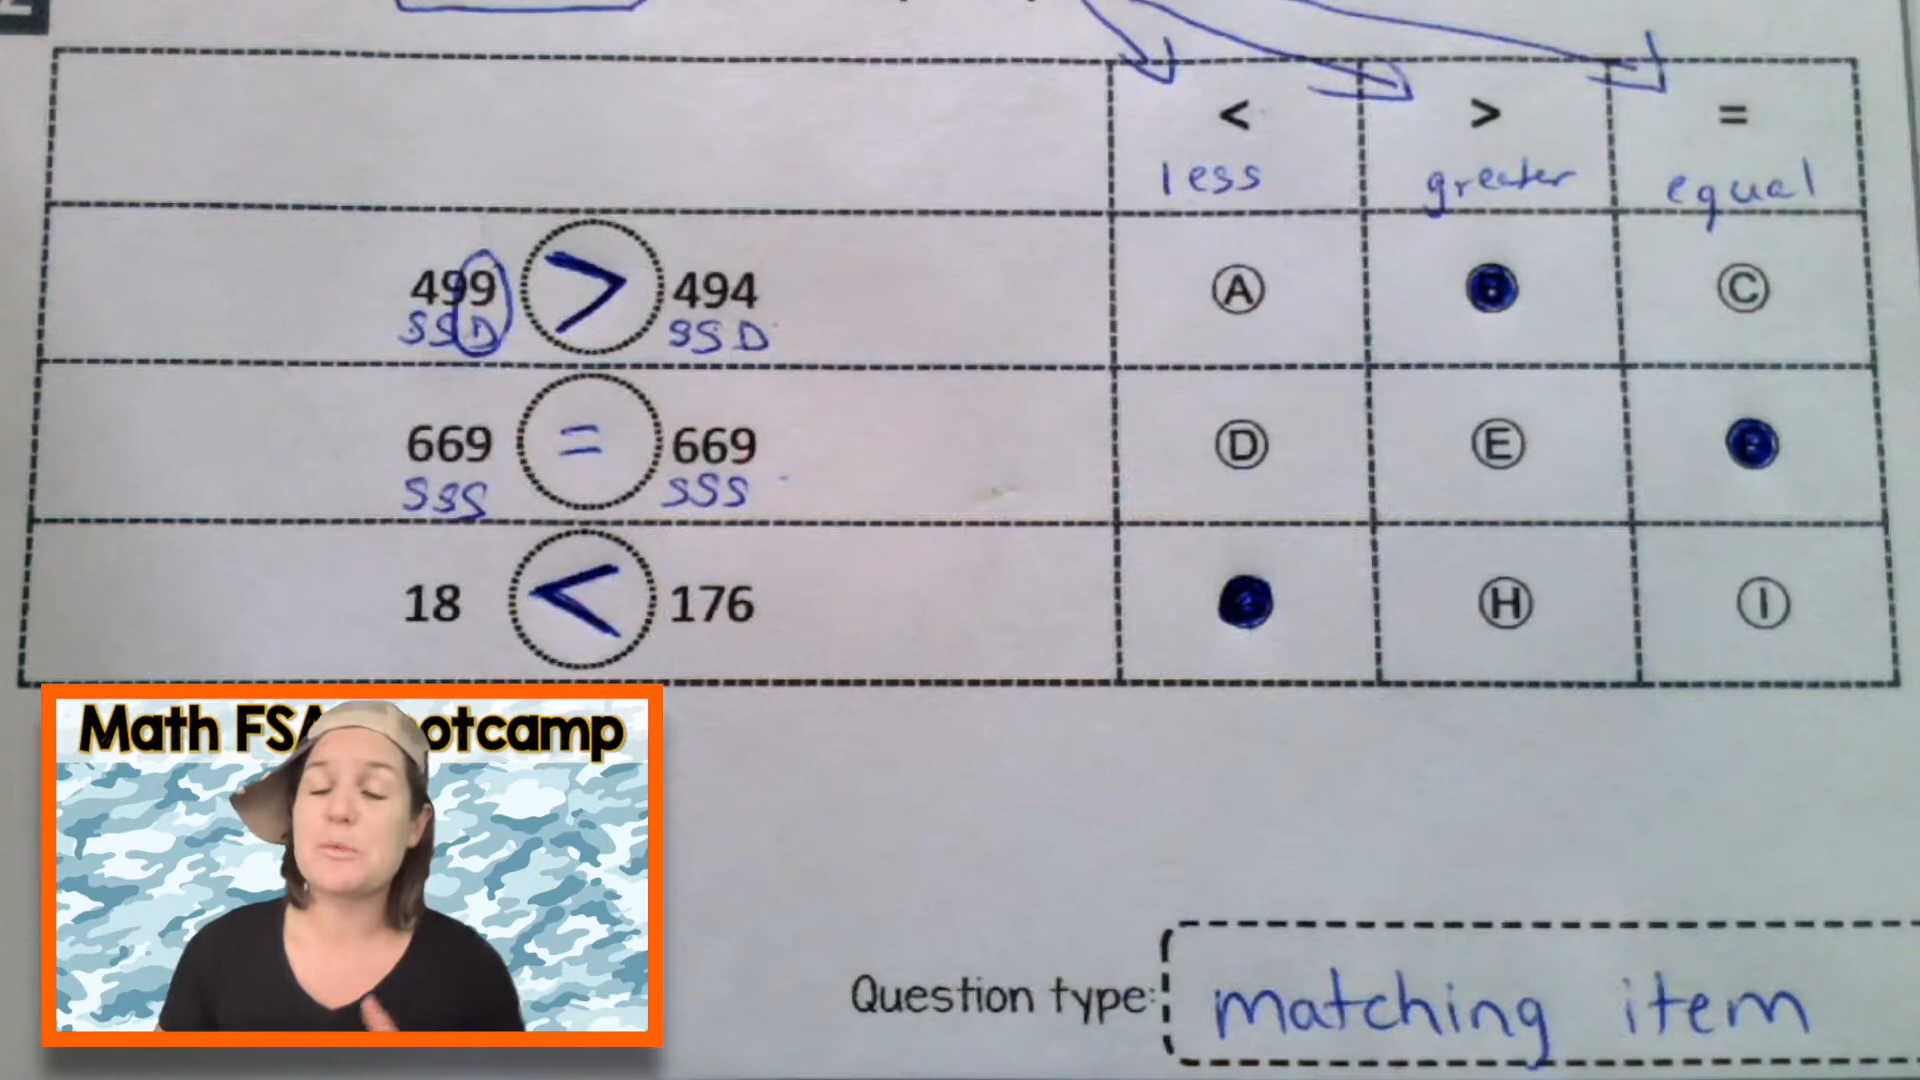 < > =
less greater equal
499 > 494 A C
SSD SSD
669 = 669 D E F
SSS SSS
18 < 176 H I
Math FSA Bootcamp
Question type: matching item